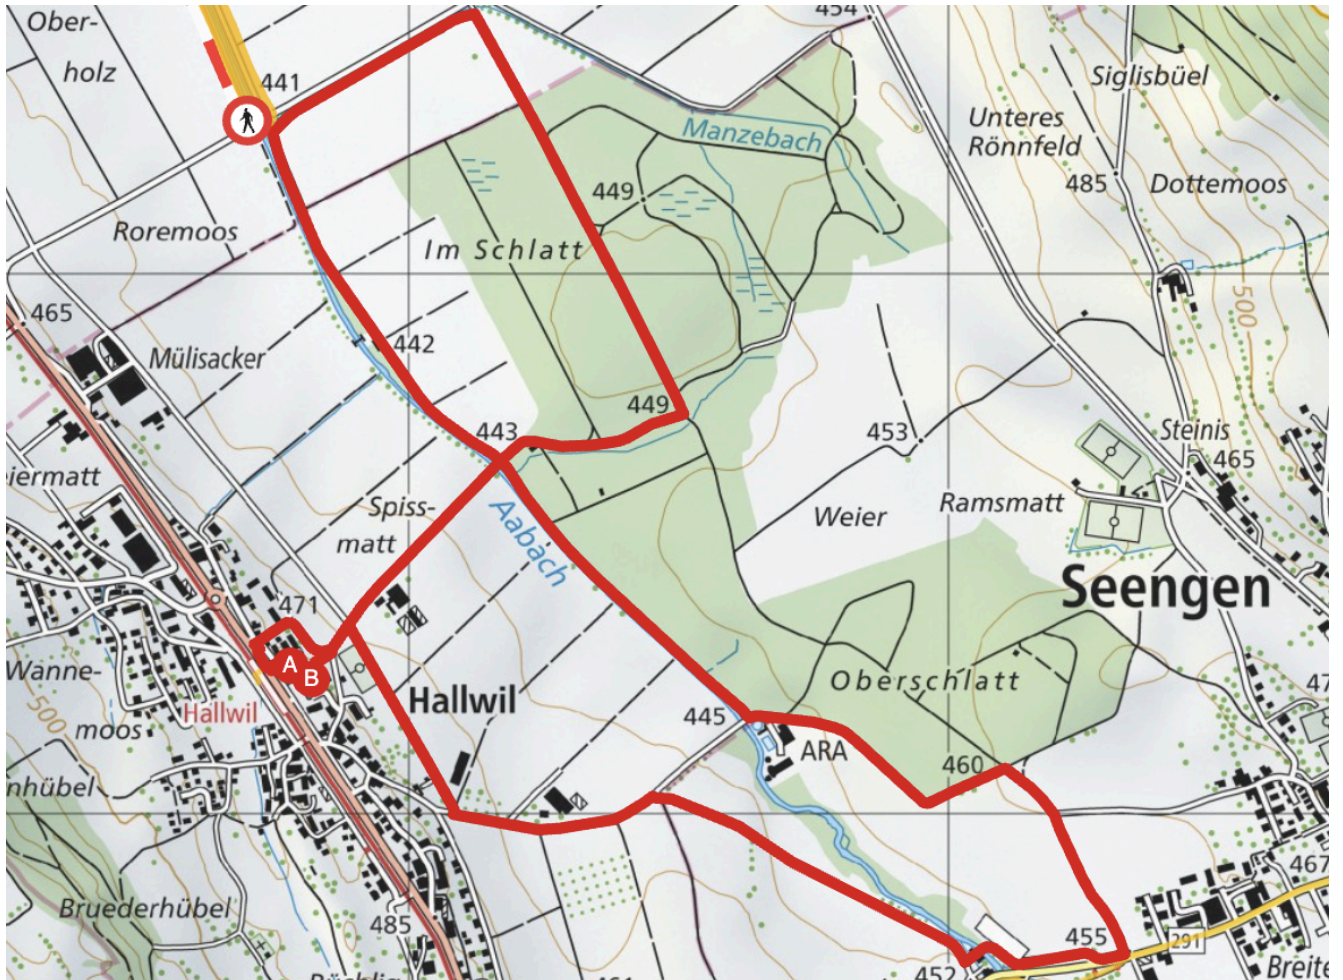 Ober-
holz
454
Siglisbüel
441
Unteres
Rönnfeld
Manzebach
485
Dottemoos
449
Roremoos
Im Schlatt
500
465
442
Mülisacker
449
443
453
Steinis
465
iermatt
Spiss-
matt
Aabach
Weier
Ramsmatt
Seengen
471
Wanne-
moos
500
A
B
Hallwil
Hallwil
Oberschlatt
47
445
ARA
460
nhübel
467
Bruederhübel
485
455
291
452
Breite